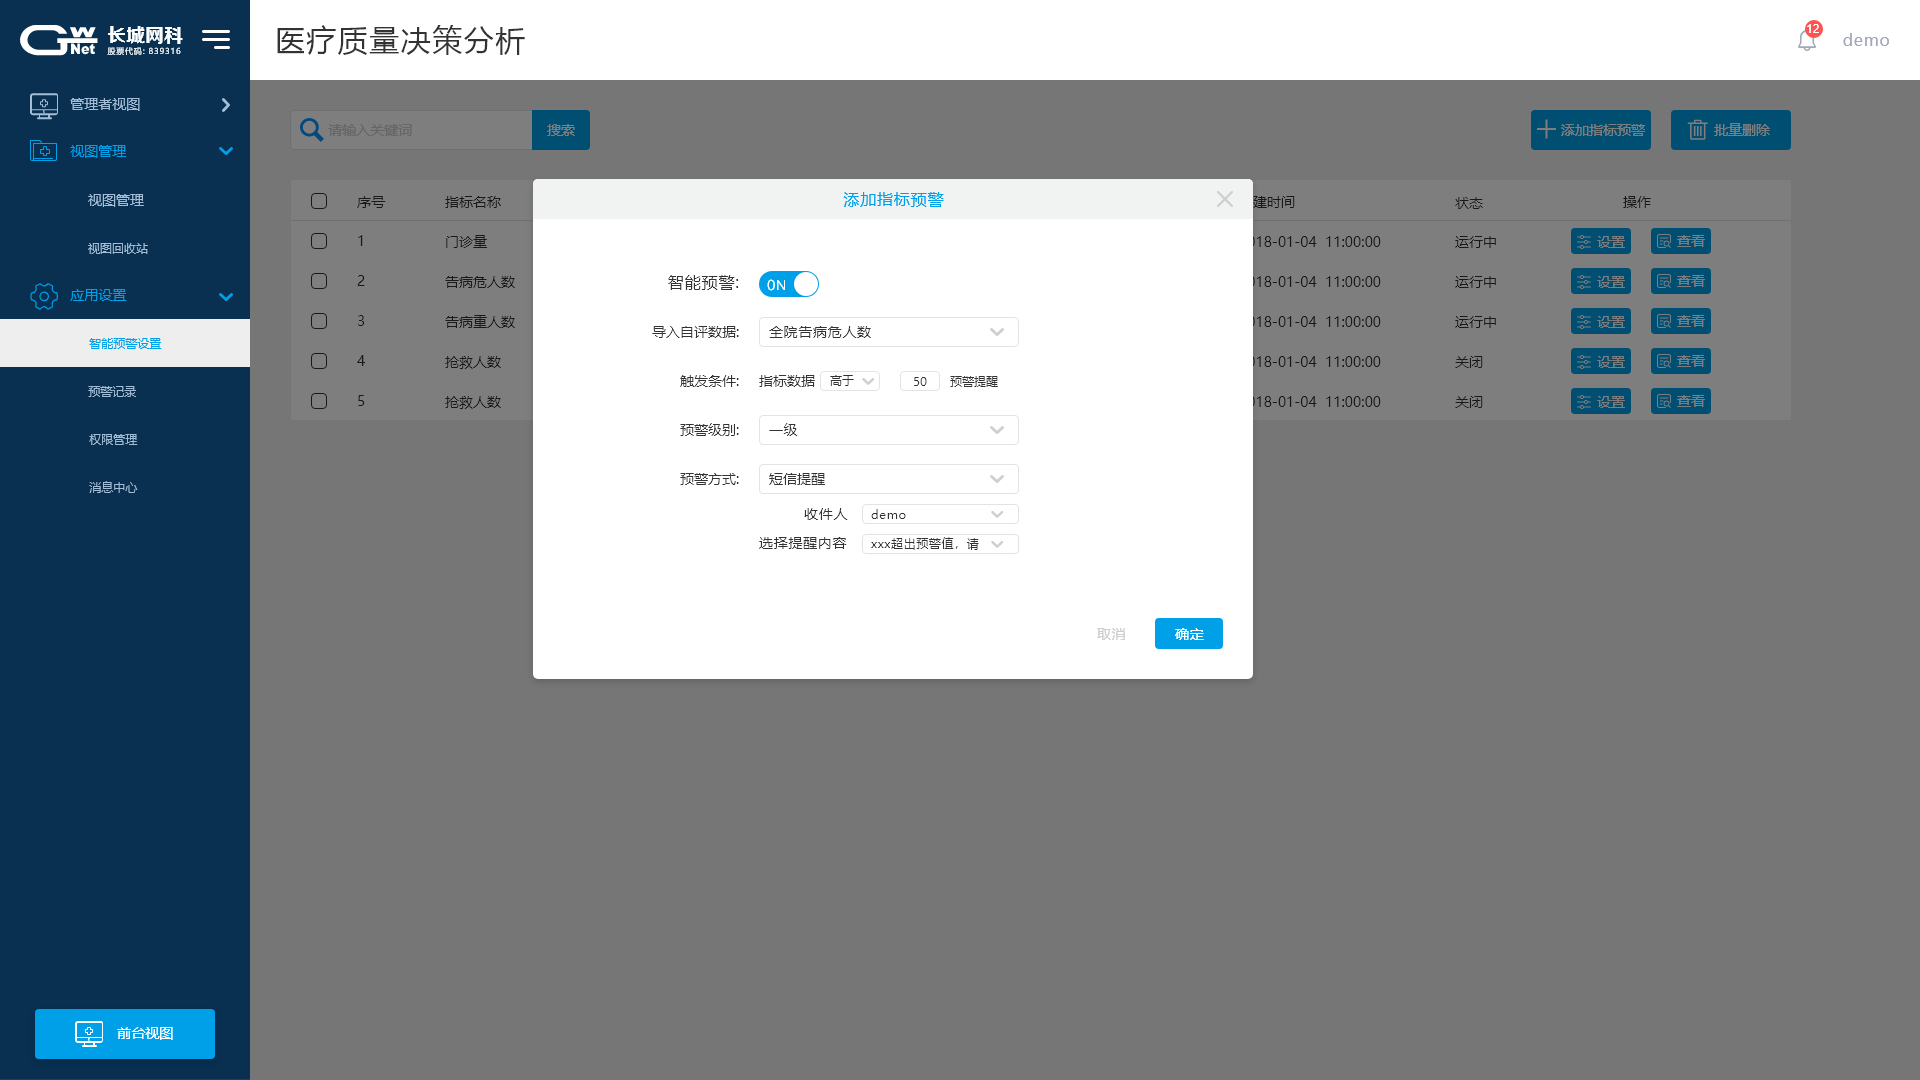 GW Net 长城网科
股票代码: 839316
医疗质量决策分析
12
demo
管理者视图
视图管理
视图管理
视图回收站
应用设置
智能预警设置
预警记录
权限管理
消息中心
前台视图
请输入关键词
搜索
添加指标预警
批量删除
序号 指标名称 建时间 状态 操作
1 门诊量 018-01-04 11:00:00 运行中 设置 查看
2 告病危人数 018-01-04 11:00:00 运行中 设置 查看
3 告病重人数 018-01-04 11:00:00 运行中 设置 查看
4 抢救人数 018-01-04 11:00:00 关闭 设置 查看
5 抢救人数 018-01-04 11:00:00 关闭 设置 查看
添加指标预警
智能预警: ON
导入自评数据: 全院告病危人数
触发条件: 指标数据 高于 50 预警提醒
预警级别: 一级
预警方式: 短信提醒
收件人 demo
选择提醒内容 xxx超出预警值，请
取消
确定